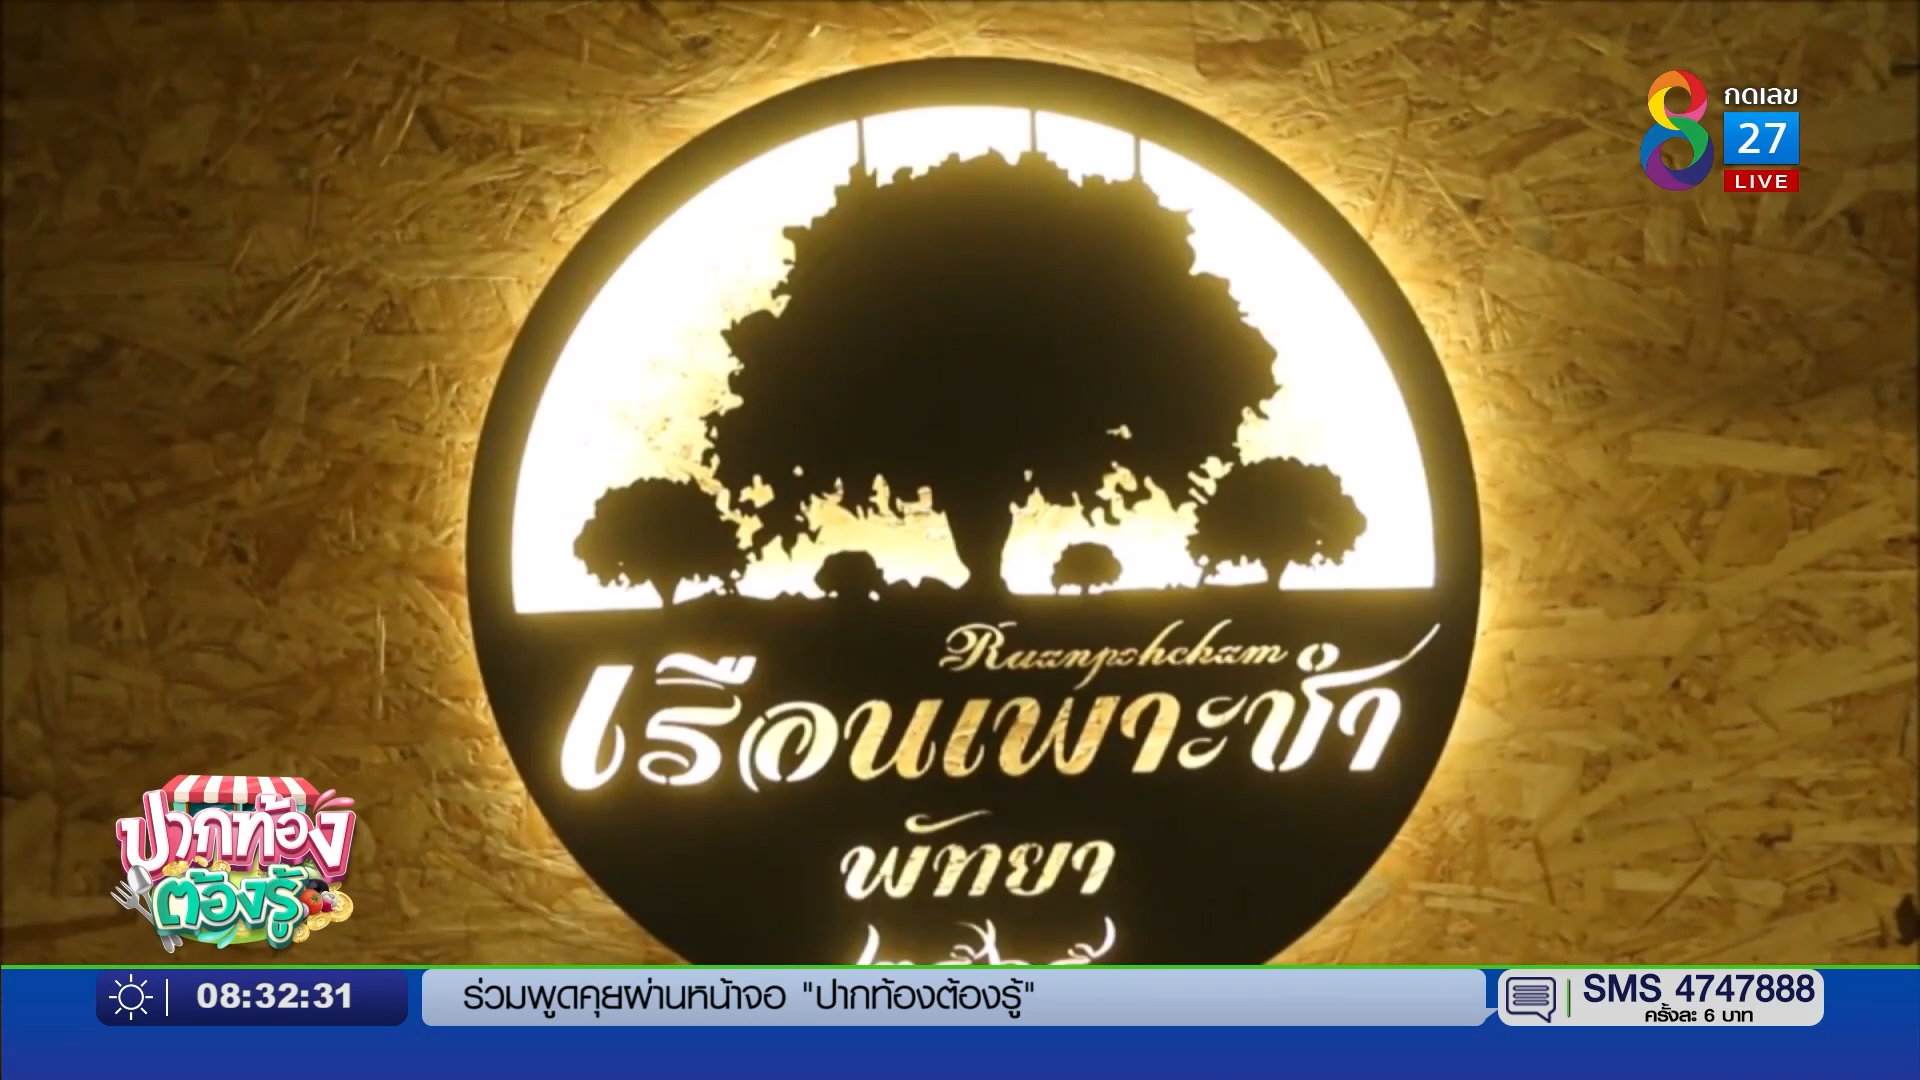 กดเลข
27
LIVE
Ruanpohcham
เรือนเพาะชำ
พัทยา
ปากท้อง
ต้องรู้
08:32:31
ร่วมพูดคุยผ่านหน้าจอ "ปากท้องต้องรู้"
SMS 4747888
ครั้งละ 6 บาท